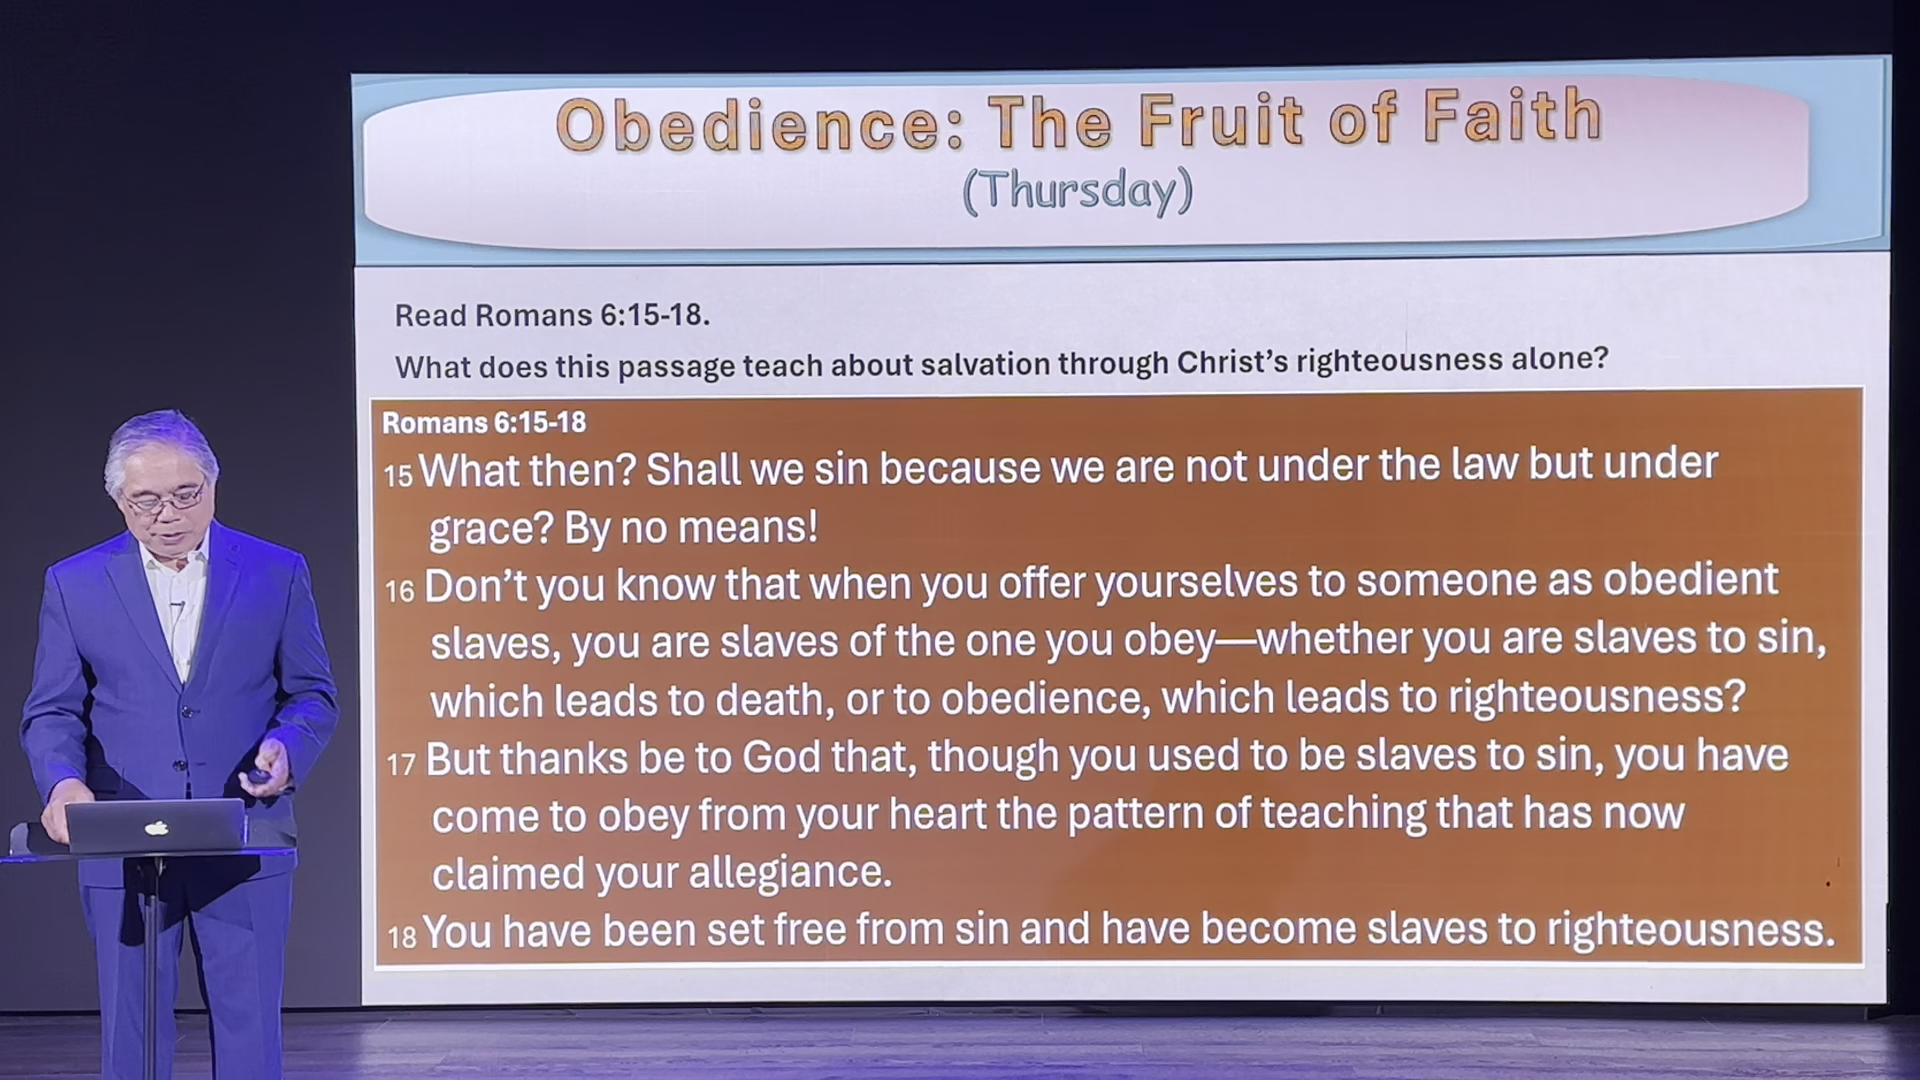 Obedience: The Fruit of Faith
(Thursday)
Read Romans 6:15-18.
What does this passage teach about salvation through Christ’s righteousness alone?
Romans 6:15-18
15 What then? Shall we sin because we are not under the law but under
grace? By no means!
16 Don’t you know that when you offer yourselves to someone as obedient
slaves, you are slaves of the one you obey—whether you are slaves to sin,
which leads to death, or to obedience, which leads to righteousness?
17 But thanks be to God that, though you used to be slaves to sin, you have
come to obey from your heart the pattern of teaching that has now
claimed your allegiance.
18 You have been set free from sin and have become slaves to righteousness.